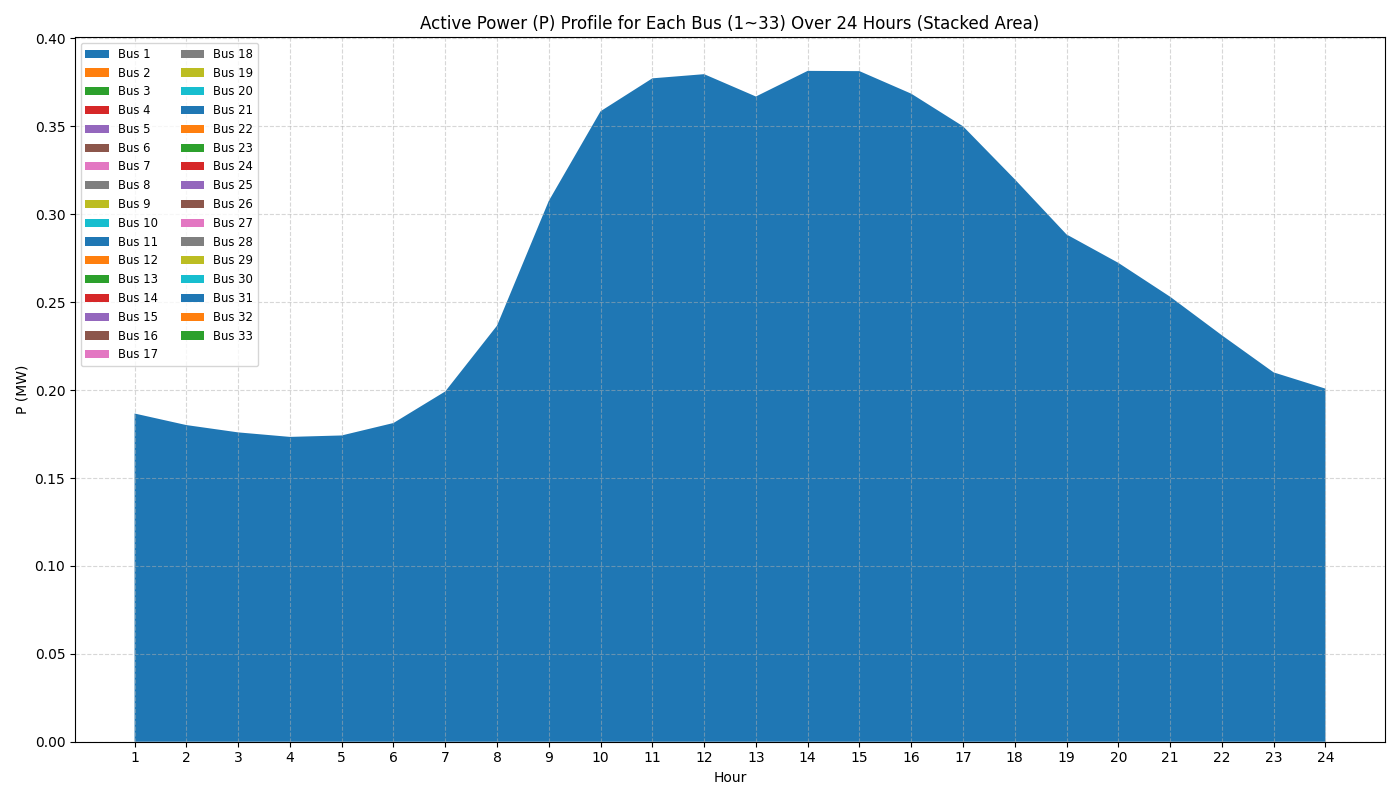 Active Power (P) Profile for Each Bus (1~33) Over 24 Hours (Stacked Area)
P (MW)
0.40
0.35
0.30
0.25
0.20
0.15
0.10
0.05
0.00
Bus 1
Bus 2
Bus 3
Bus 4
Bus 5
Bus 6
Bus 7
Bus 8
Bus 9
Bus 10
Bus 11
Bus 12
Bus 13
Bus 14
Bus 15
Bus 16
Bus 17
Bus 18
Bus 19
Bus 20
Bus 21
Bus 22
Bus 23
Bus 24
Bus 25
Bus 26
Bus 27
Bus 28
Bus 29
Bus 30
Bus 31
Bus 32
Bus 33
1 2 3 4 5 6 7 8 9 10 11 12 13 14 15 16 17 18 19 20 21 22 23 24
Hour